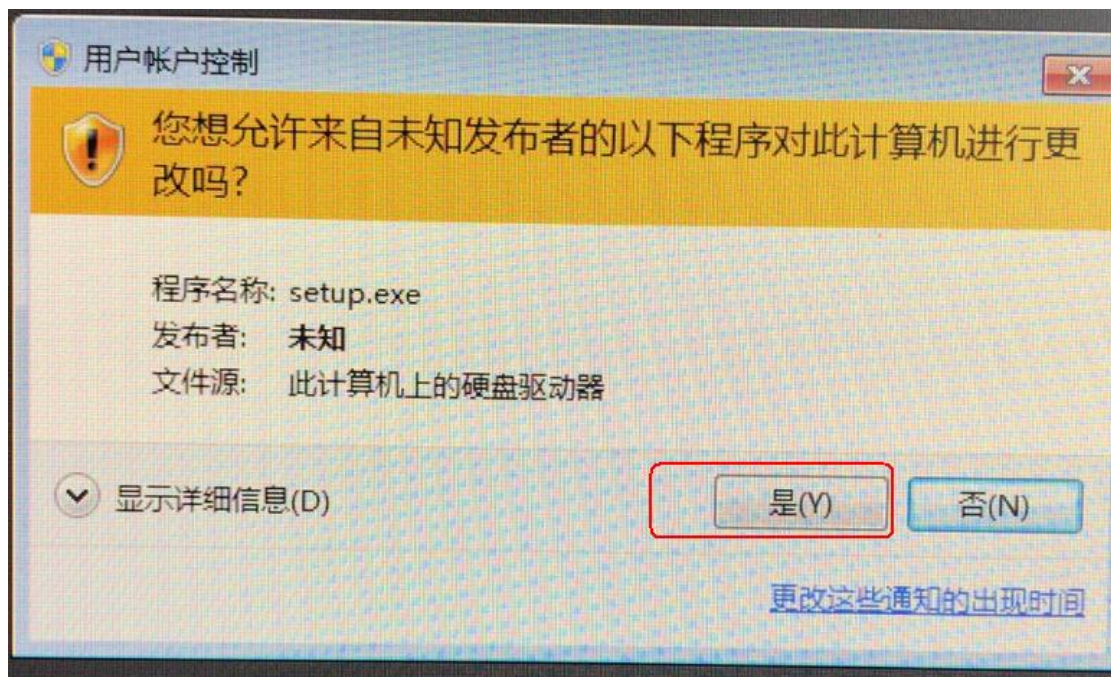 用户帐户控制
您想允许来自未知发布者的以下程序对此计算机进行更
改吗?
程序名称: setup.exe
发布者: 未知
文件源: 此计算机上的硬盘驱动器
显示详细信息(D)
是(Y)
否(N)
更改这些通知的出现时间